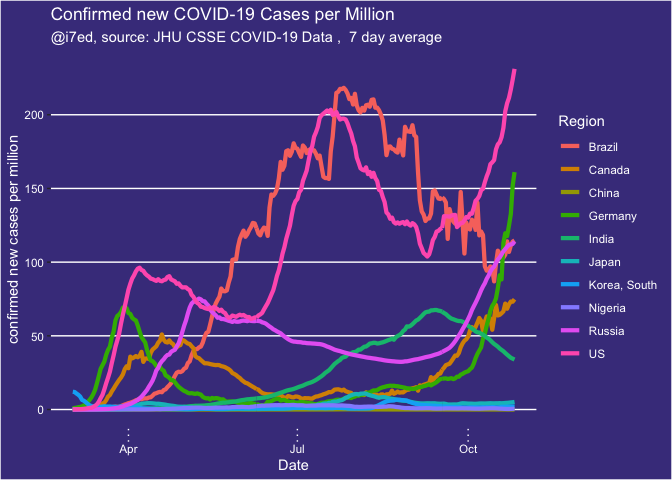 Confirmed new COVID-19 Cases per Million
@i7ed, source: JHU CSSE COVID-19 Data ,  7 day average
confirmed new cases per million
200
150
100
50
0
Apr
Jul
Oct
Date
Region
Brazil
Canada
China
Germany
India
Japan
Korea, South
Nigeria
Russia
US